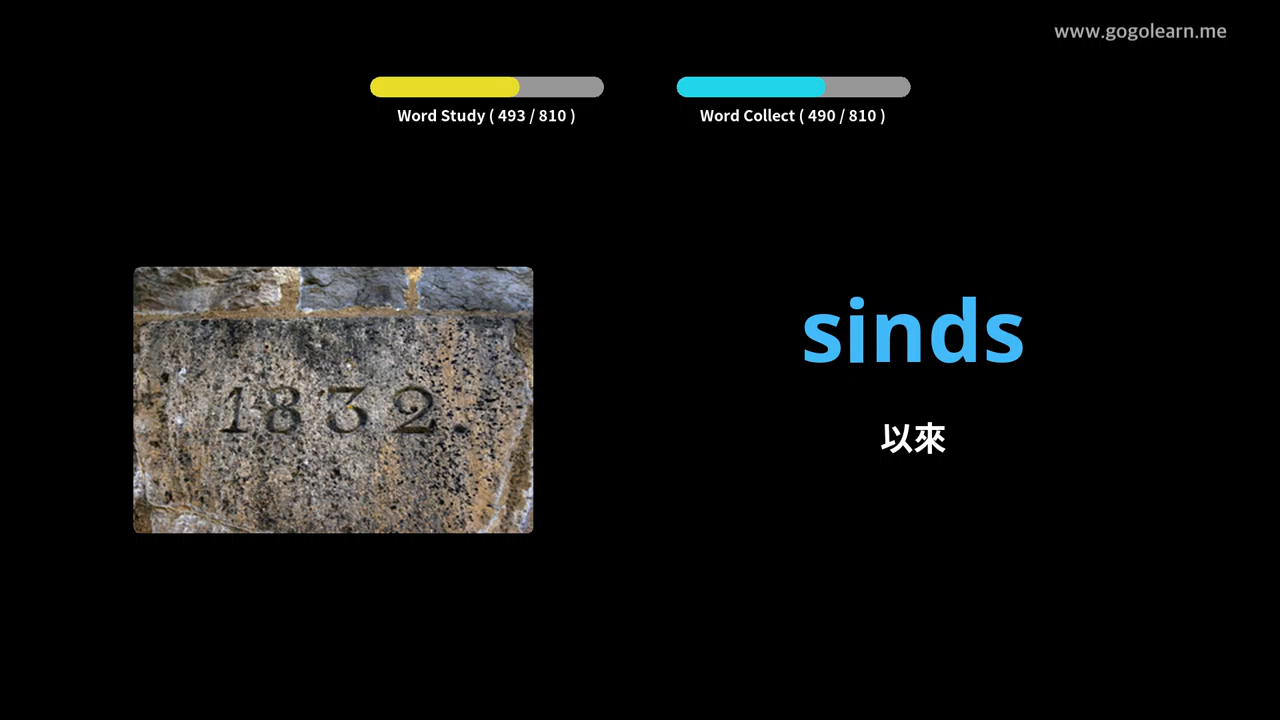 www.gogolearn.me
Word Study ( 493 / 810 )
Word Collect ( 490 / 810 )
1832.
sinds
以來